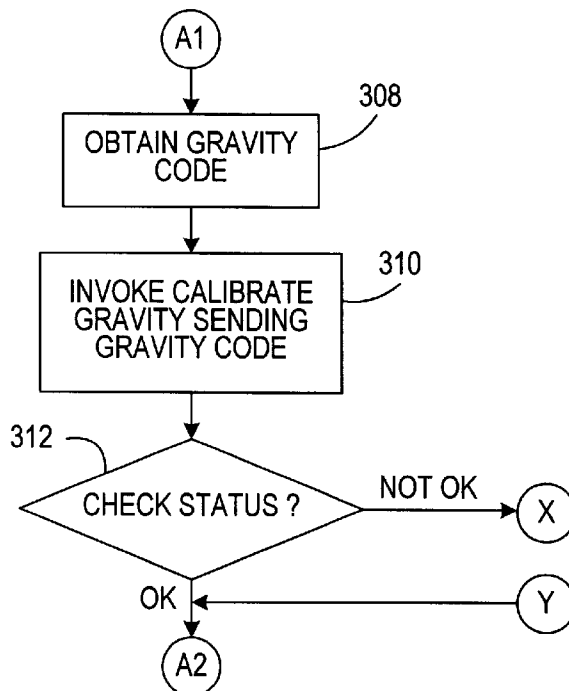 A1
308
OBTAIN GRAVITY
CODE
310
INVOKE CALIBRATE
GRAVITY SENDING
GRAVITY CODE
312
CHECK STATUS ?
NOT OK
X
OK
Y
A2